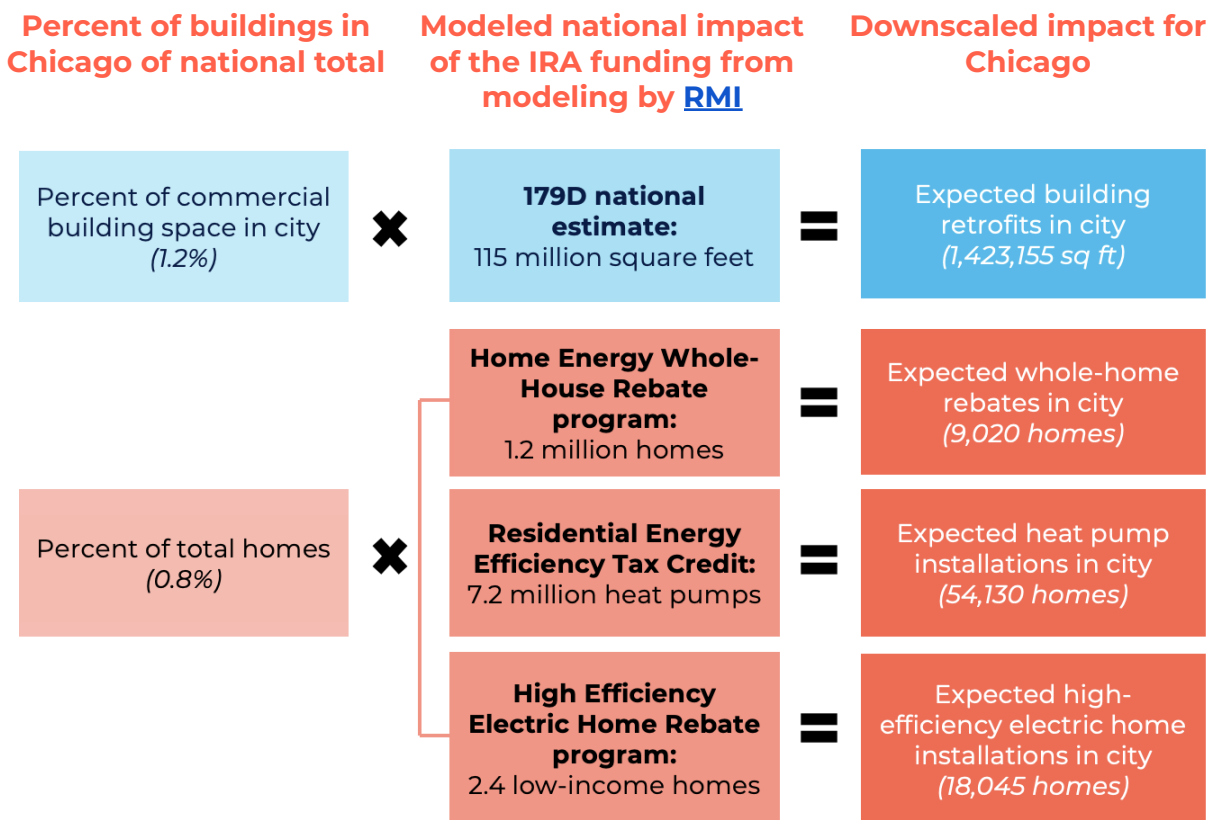 Percent of buildings in
Chicago of national total
Modeled national impact
of the IRA funding from
modeling by RMI
Downscaled impact for
Chicago
Percent of commercial
building space in city
(1.2%)
✖
179D national
estimate:
115 million square feet
=
Expected building
retrofits in city
(1,423,155 sq ft)
Percent of total homes
(0.8%)
✖
Home Energy Whole-
House Rebate
program:
1.2 million homes
=
Expected whole-home
rebates in city
(9,020 homes)
Residential Energy
Efficiency Tax Credit:
7.2 million heat pumps
=
Expected heat pump
installations in city
(54,130 homes)
High Efficiency
Electric Home Rebate
program:
2.4 low-income homes
=
Expected high-
efficiency electric home
installations in city
(18,045 homes)